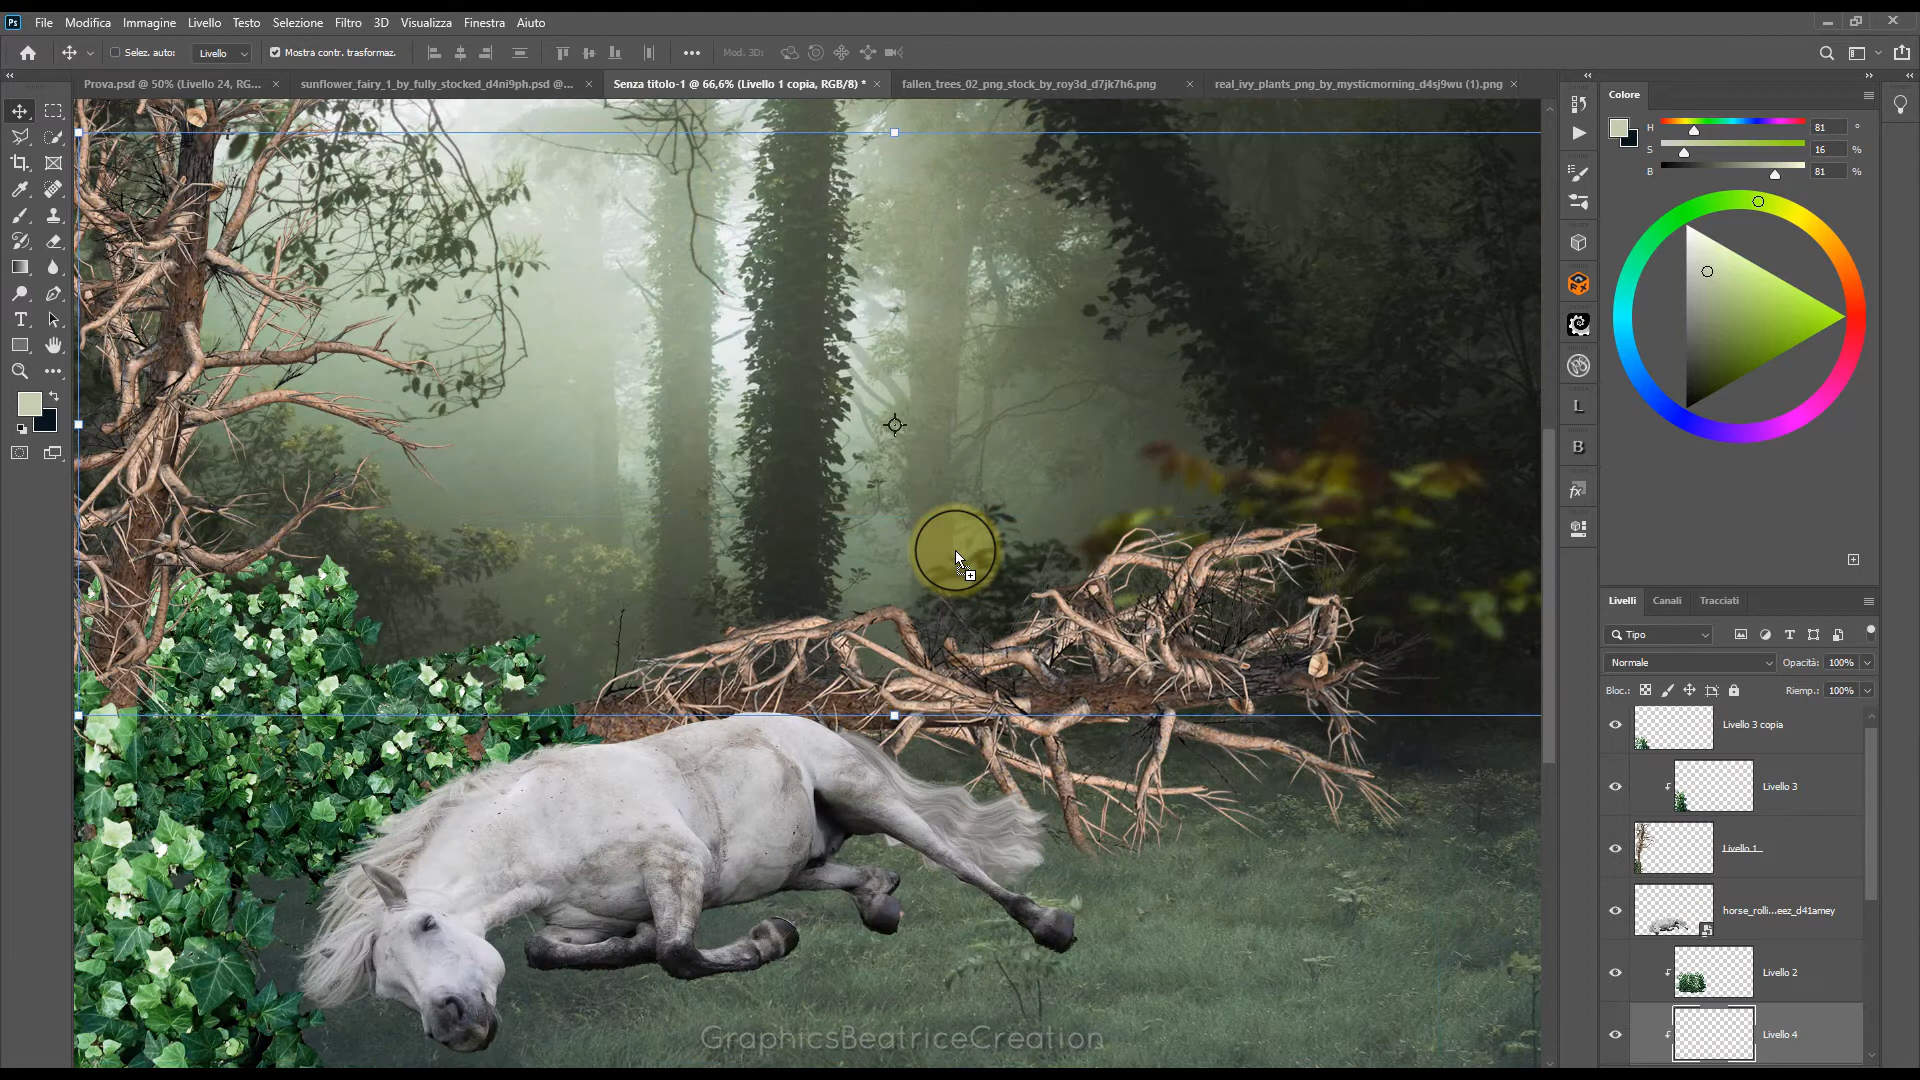 Ps File Modifica Immagine Livello Testo Selezione Filtro 3D Visualizza Finestra Aiuto
Selez. auto: Livello Mostra contr. trasformaz. Mod. 3D:
Prova.psd @ 50% (Livello 24, RG... × sunflower_fairy_1_by_fully_stocked_d4ni9ph.psd @... × Senza titolo-1 @ 66,6% (Livello 1 copia, RGB/8) * × fallen_trees_02_png_stock_by_roy3d_d7jk7h6.png × real_ivy_plants_png_by_mysticmorning_d4sj9wu (1).png ×
Colore
H 81 °
S 16 %
B 81 %
L
B
fx
T
Livelli Canali Tracciati
Tipo
Normale Opacità: 100%
Bloc.: Riemp.: 100%
Livello 3 copia
Livello 3
Livello 1
horse_rolli...eez_d41amey
Livello 2
Livello 4
GraphicsBeatriceCreation